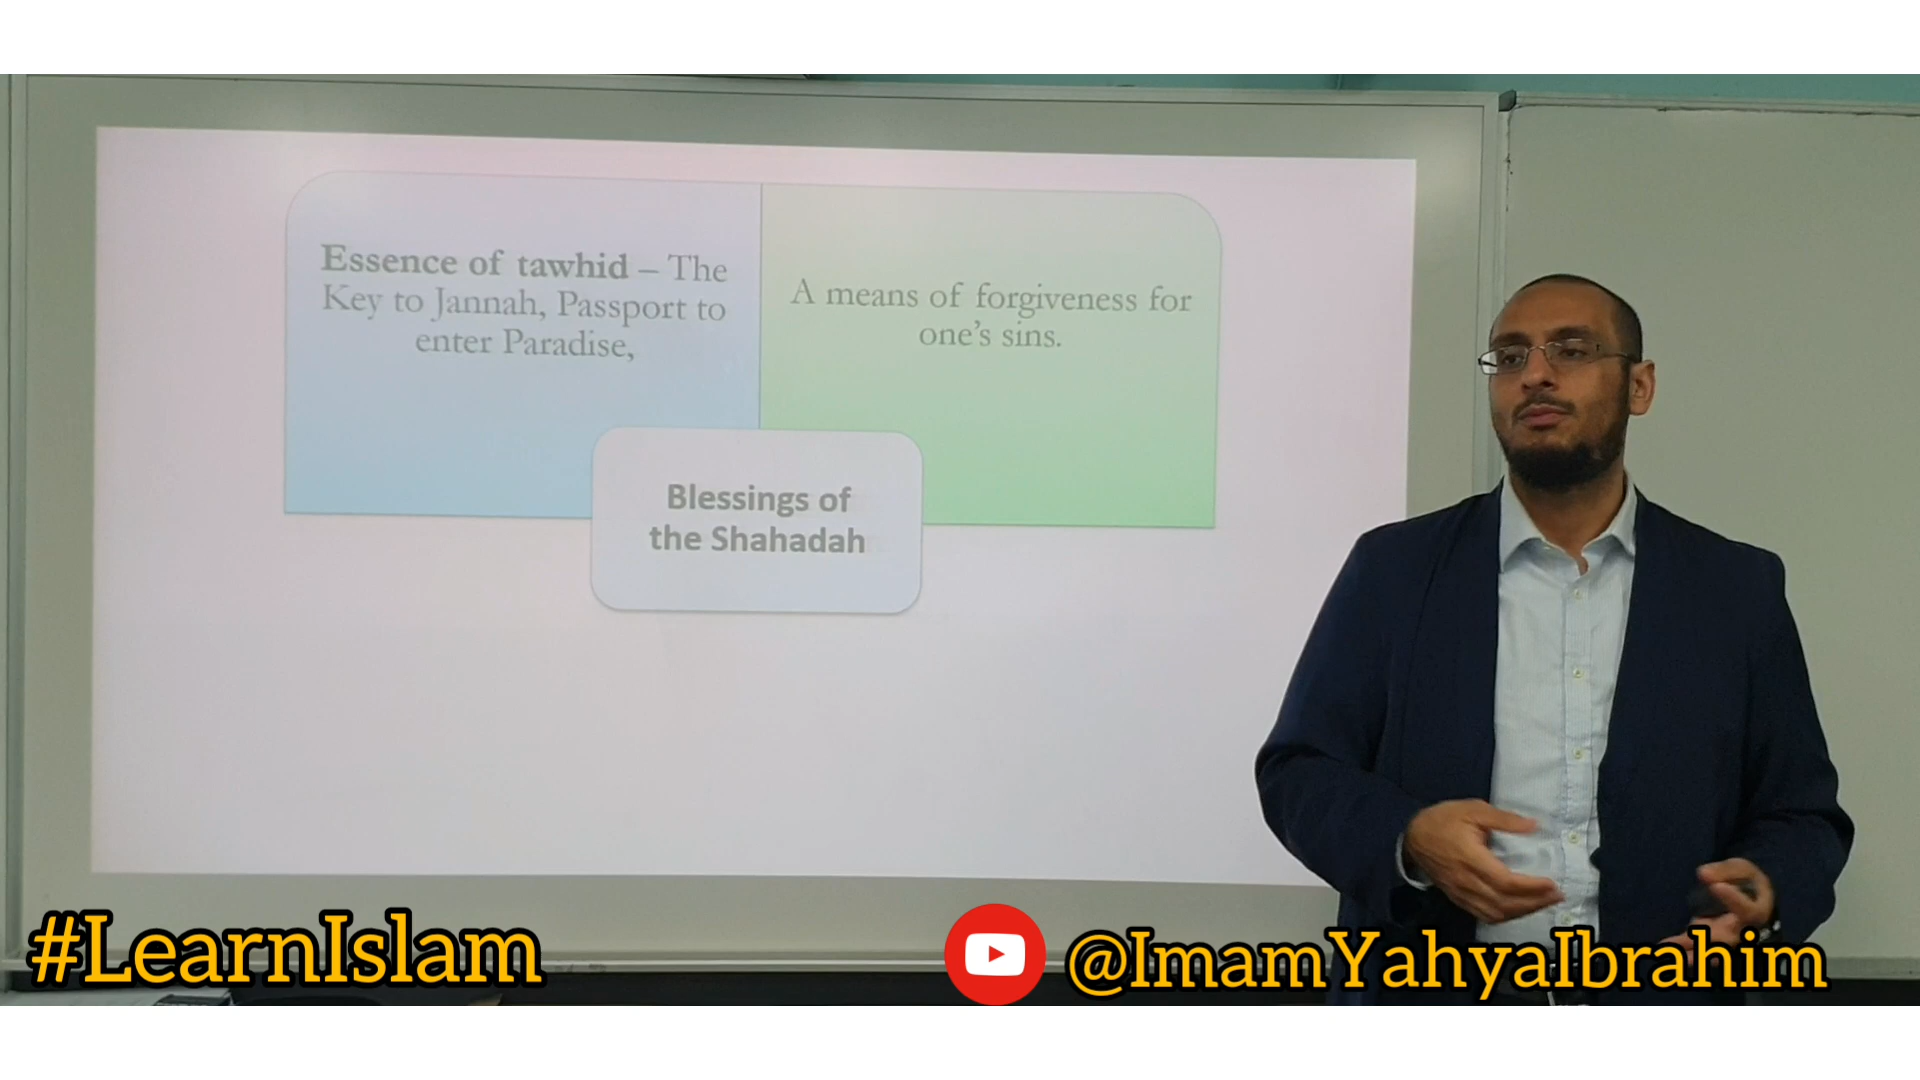 Essence of tawhid – The
Key to Jannah, Passport to
enter Paradise,
A means of forgiveness for
one’s sins.
Blessings of
the Shahadah
#LearnIslam
@ImamYahyaIbrahim